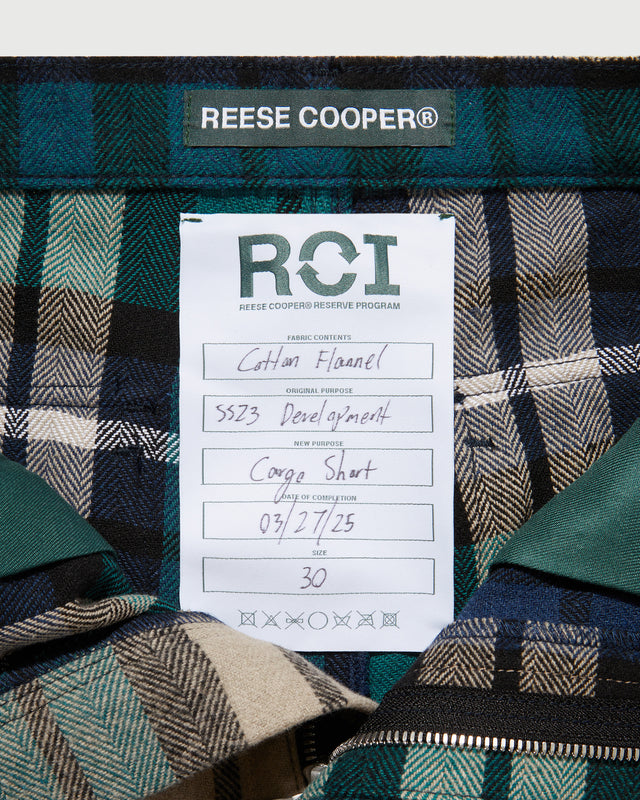 REESE COOPER®
RCI
REESE COOPER® RESERVE PROGRAM
FABRIC CONTENTS
Cotton Flannel
ORIGINAL PURPOSE
SS23 Development
NEW PURPOSE
Cargo Short
DATE OF COMPLETION
03/27/25
SIZE
30